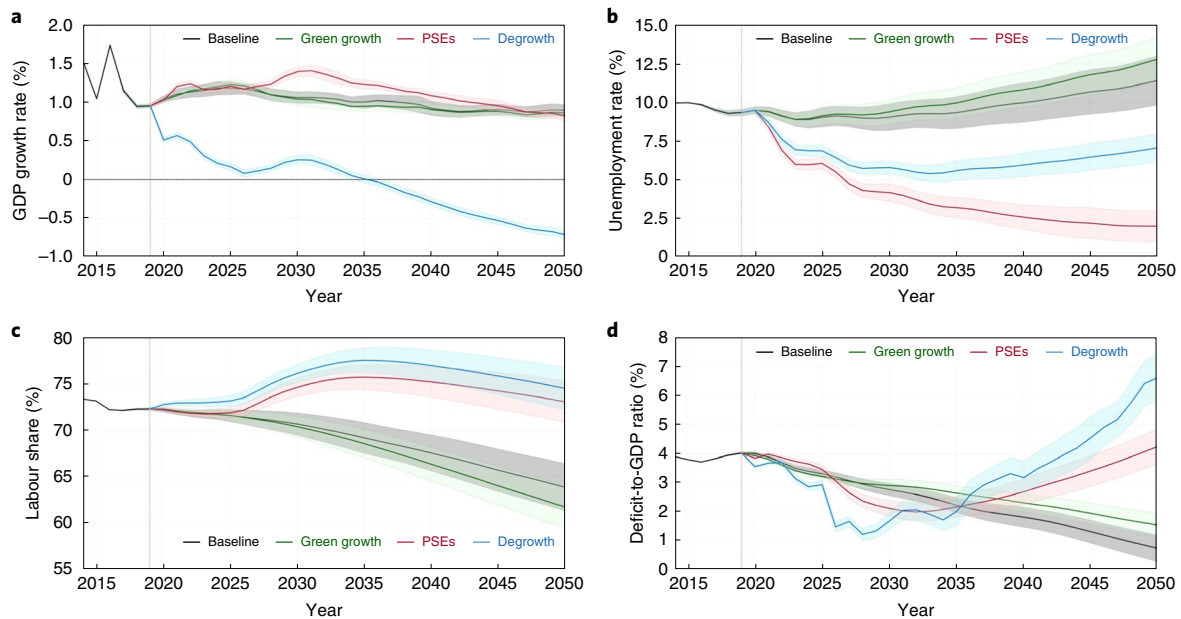 a
2.0
Baseline Green growth PSEs Degrowth
1.5
1.0
0.5
0
−0.5
−1.0
GDP growth rate (%)
2015 2020 2025 2030 2035 2040 2045 2050
Year
b
15.0
Baseline Green growth PSEs Degrowth
12.5
10.0
7.5
5.0
2.5
0
Unemployment rate (%)
2015 2020 2025 2030 2035 2040 2045 2050
Year
c
80
75
70
65
60
55
Labour share (%)
Baseline Green growth PSEs Degrowth
2015 2020 2025 2030 2035 2040 2045 2050
Year
d
8
Baseline Green growth PSEs Degrowth
7
6
5
4
3
2
1
0
Deficit-to-GDP ratio (%)
2015 2020 2025 2030 2035 2040 2045 2050
Year